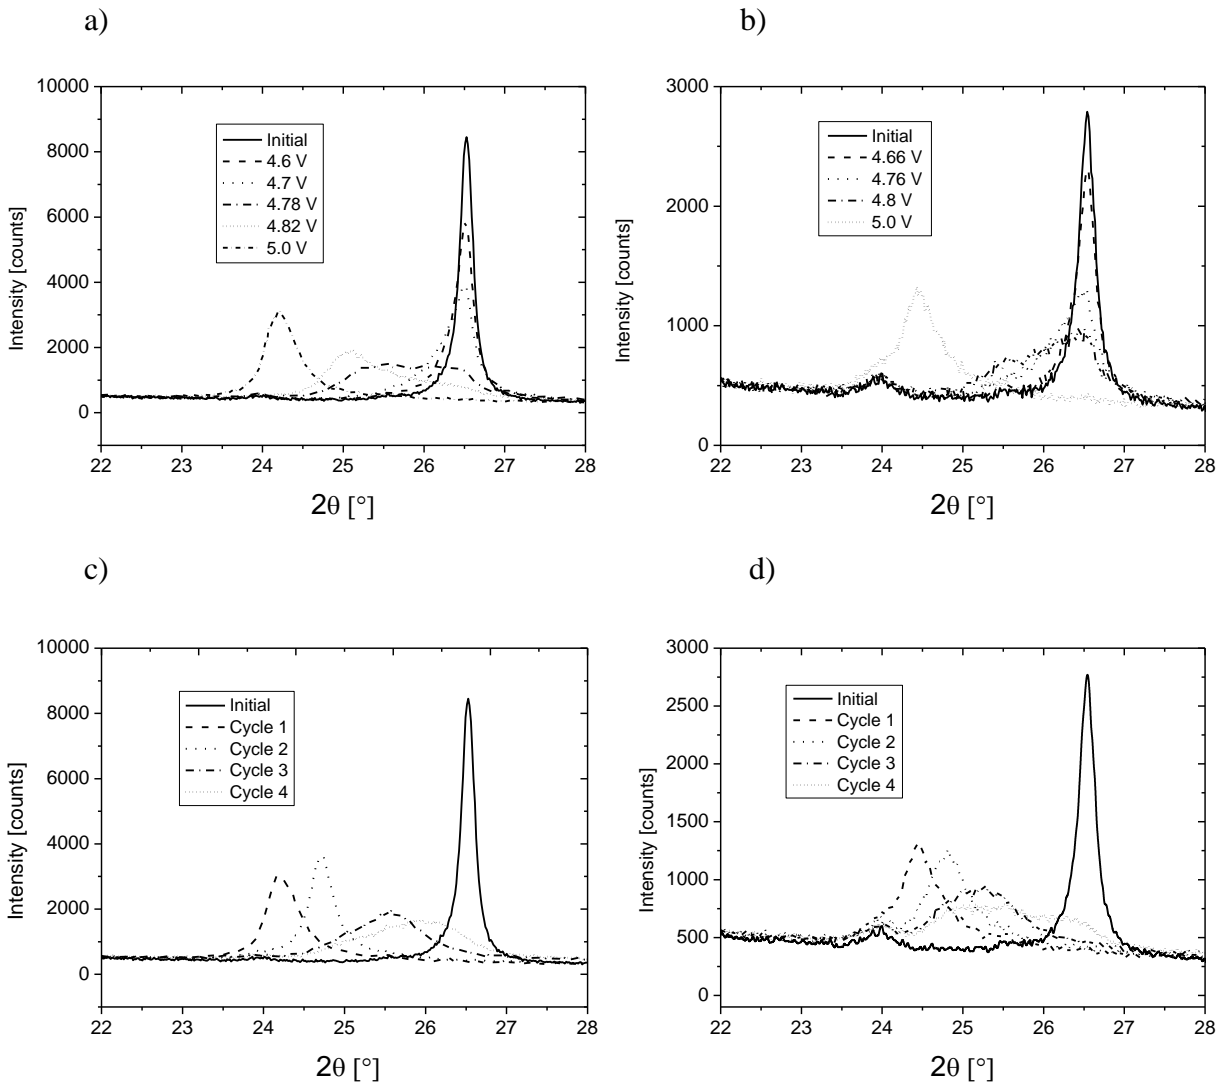 a)
10000
8000
6000
4000
2000
0
Intensity [counts]
Initial
4.6 V
4.7 V
4.78 V
4.82 V
5.0 V
22 23 24 25 26 27 28
2θ [°]
b)
3000
2000
1000
0
Intensity [counts]
Initial
4.66 V
4.76 V
4.8 V
5.0 V
22 23 24 25 26 27 28
2θ [°]
c)
10000
8000
6000
4000
2000
0
Intensity [counts]
Initial
Cycle 1
Cycle 2
Cycle 3
Cycle 4
22 23 24 25 26 27 28
2θ [°]
d)
3000
2500
2000
1750
1500
1250
1000
750
500
0
Intensity [counts]
Initial
Cycle 1
Cycle 2
Cycle 3
Cycle 4
22 23 24 25 26 27 28
2θ [°]